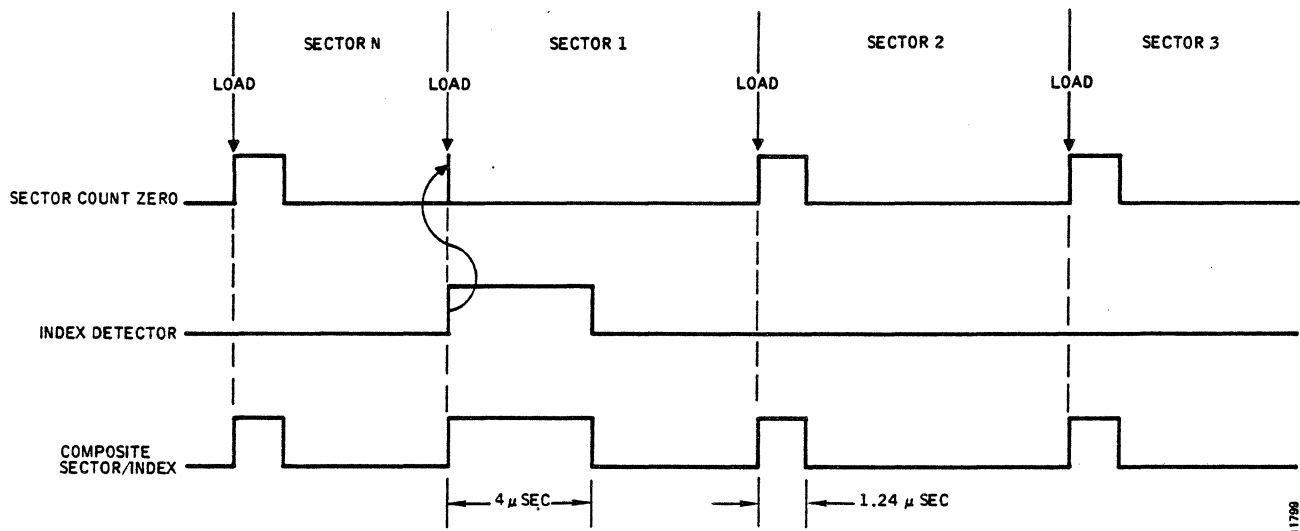 SECTOR N
SECTOR 1
SECTOR 2
SECTOR 3
LOAD
LOAD
LOAD
LOAD
SECTOR COUNT ZERO
INDEX DETECTOR
COMPOSITE
SECTOR/INDEX
4 μ SEC
1.24 μ SEC
11799